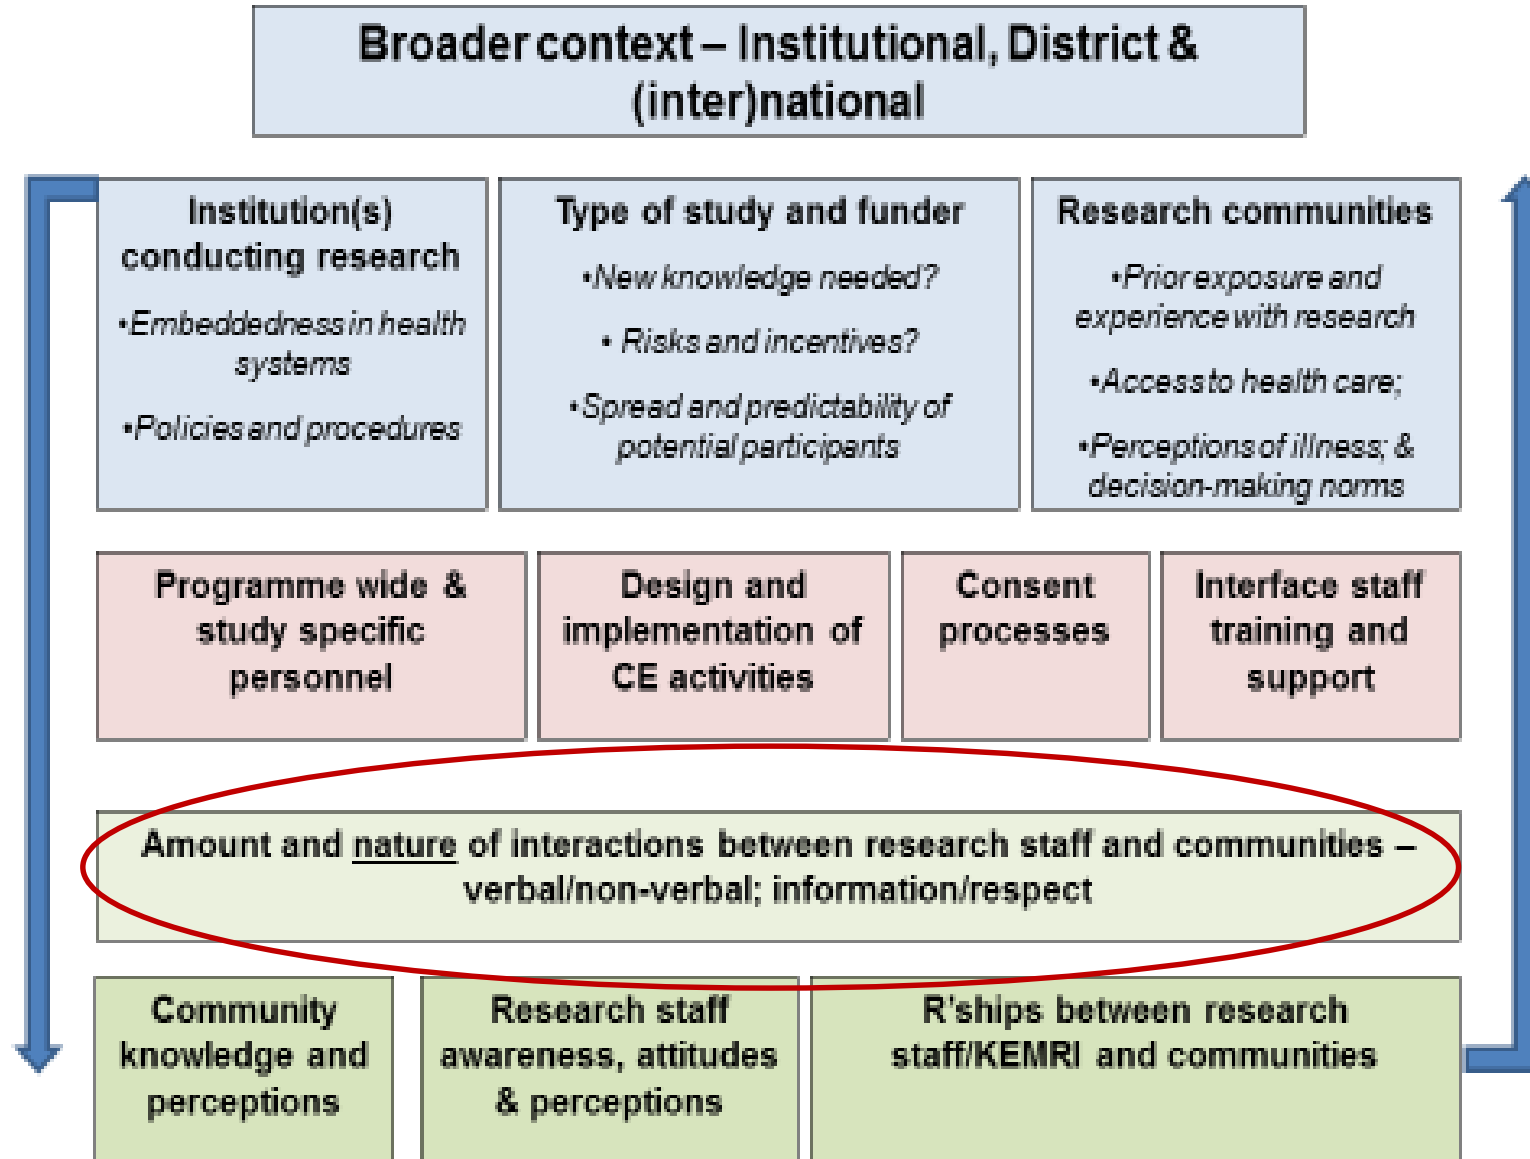 Broader context – Institutional, District &
(inter)national
Institution(s)
conducting research
•Embeddedness in health
systems
•Policies and procedures
Type of study and funder
•New knowledge needed?
• Risks and incentives?
•Spread and predictability of
potential participants
Research communities
•Prior exposure and
experience with research
•Access to health care;
•Perceptions of illness; &
decision-making norms
Programme wide &
study specific
personnel
Design and
implementation of
CE activities
Consent
processes
Interface staff
training and
support
Amount and nature of interactions between research staff and communities –
verbal/non-verbal; information/respect
Community
knowledge and
perceptions
Research staff
awareness, attitudes
& perceptions
R'ships between research
staff/KEMRI and communities